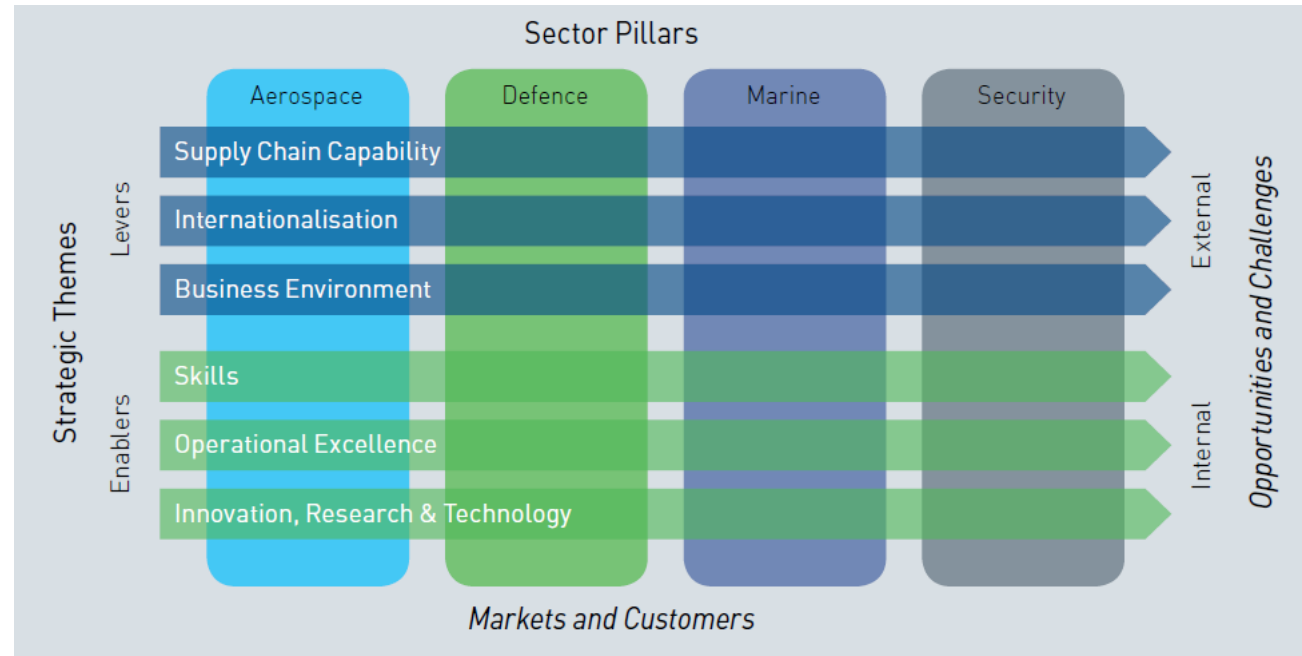 Sector Pillars
Aerospace
Defence
Marine
Security
Strategic Themes
Levers
Supply Chain Capability
Internationalisation
Business Environment
External
Enablers
Skills
Operational Excellence
Innovation, Research & Technology
Internal
Opportunities and Challenges
Markets and Customers